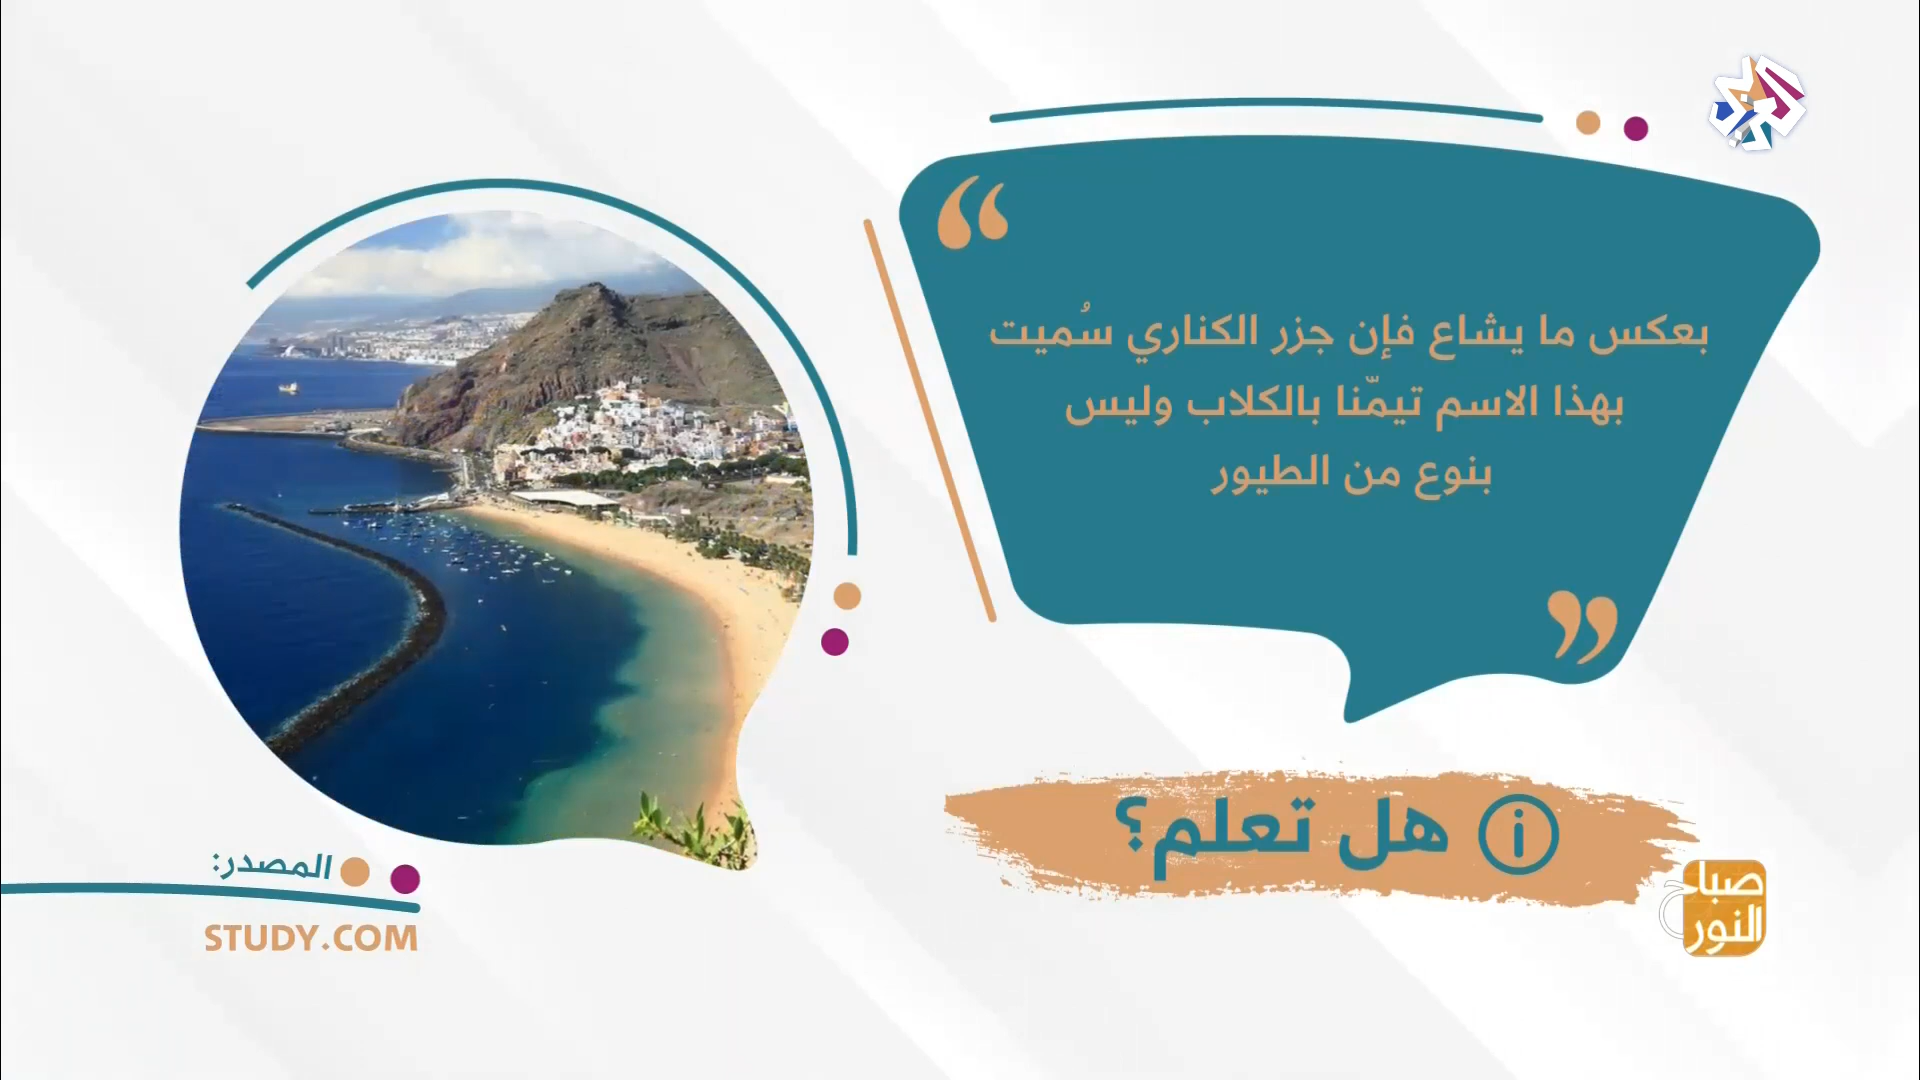 بعكس ما يشاع فإن جزر الكناري سُميت
بهذا الاسم تيمّنا بالكلاب وليس
بنوع من الطيور
هل تعلم؟
صباح
النور
المصدر:
STUDY.COM